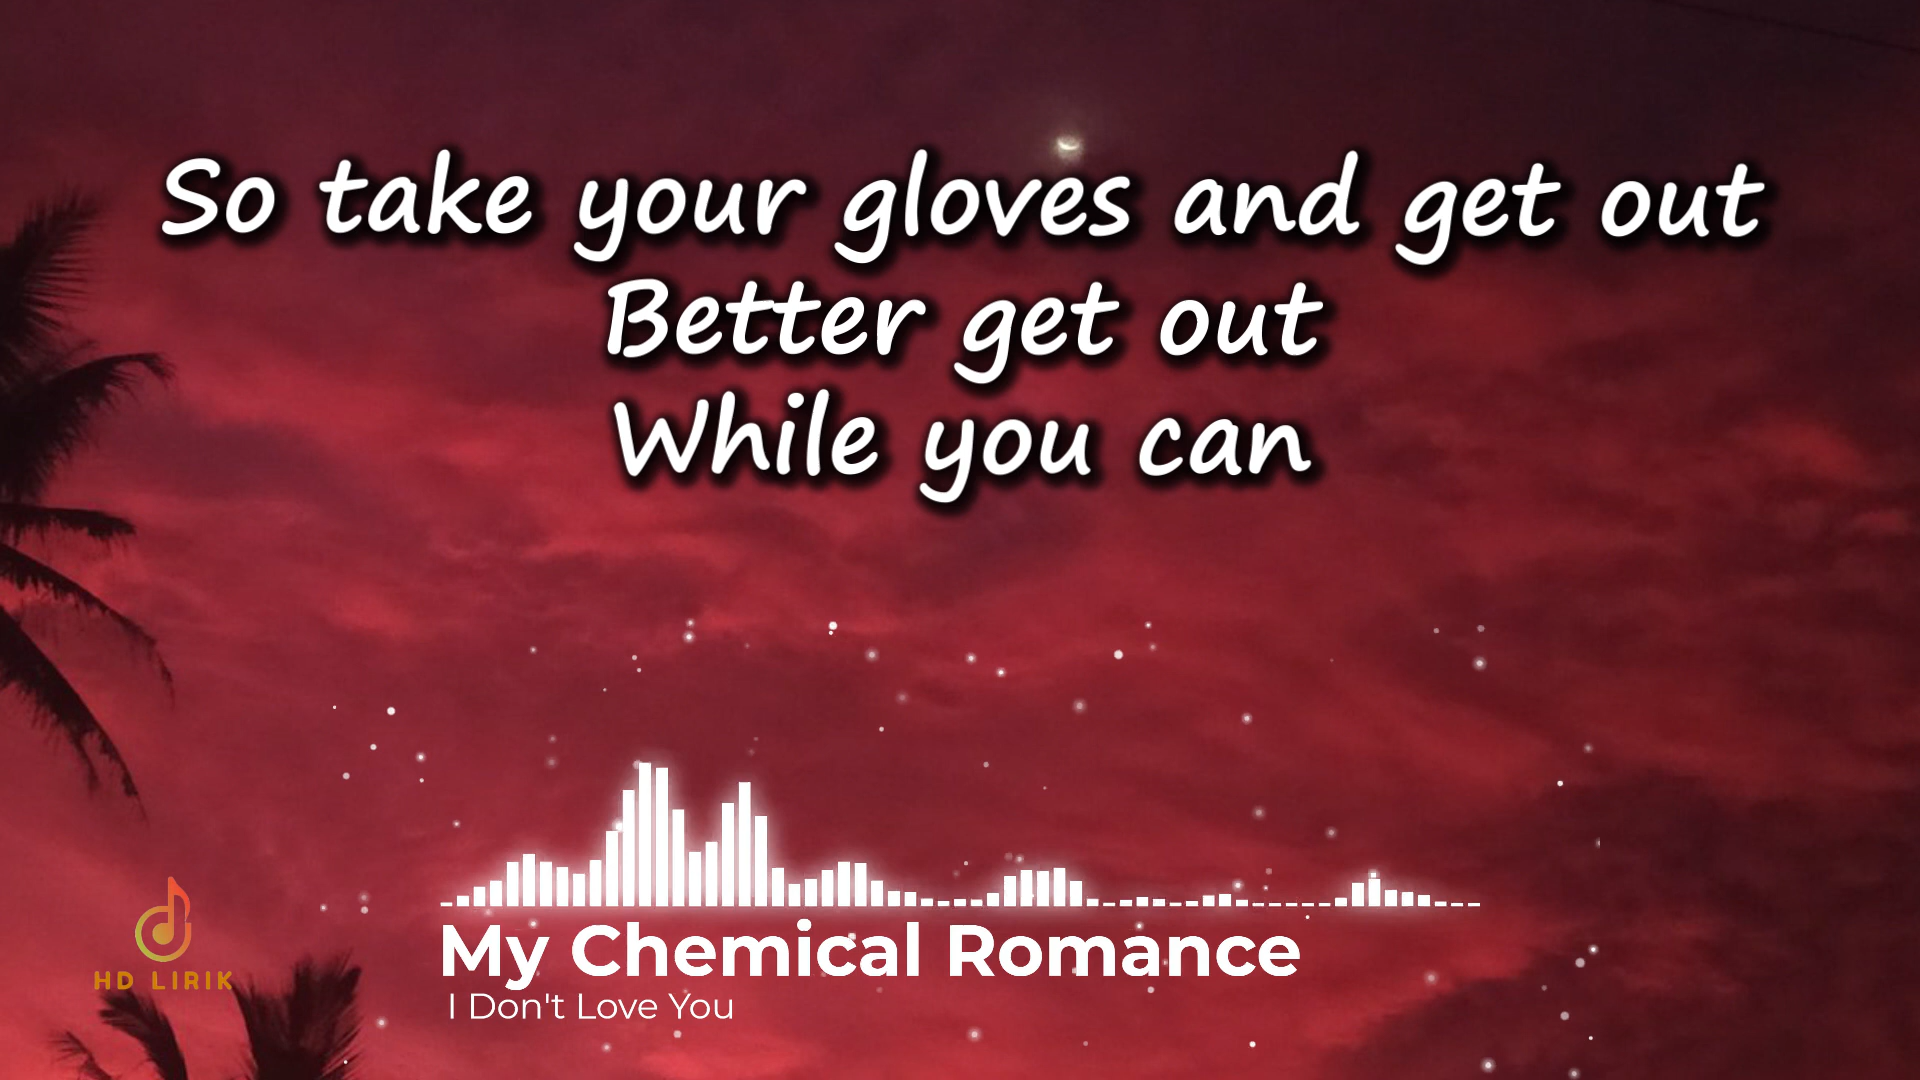 So take your gloves and get out
Better get out
While you can
My Chemical Romance
I Don't Love You
HD LIRIK